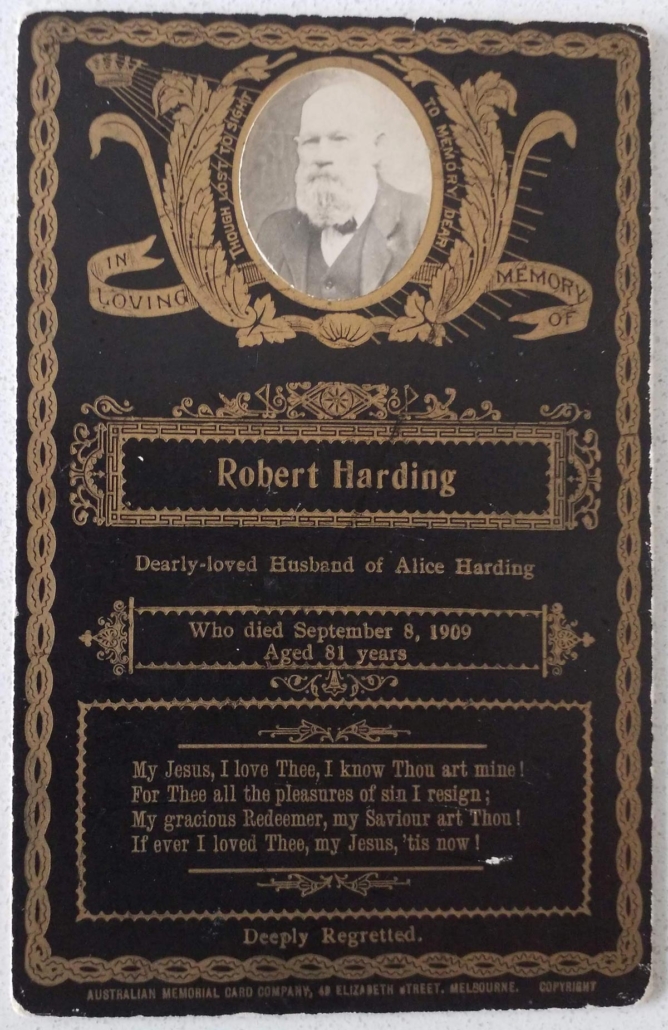 THOUGH LOST TO SIGHT
TO MEMORY DEAR
IN
LOVING
MEMORY
OF
Robert Harding
Dearly-loved Husband of Alice Harding
Who died September 8, 1909
Aged 81 years
My Jesus, I love Thee, I know Thou art mine!
For Thee all the pleasures of sin I resign;
My gracious Redeemer, my Saviour art Thou!
If ever I loved Thee, my Jesus, 'tis now!
Deeply Regretted.
AUSTRALIAN MEMORIAL CARD COMPANY, 49 ELIZABETH STREET, MELBOURNE. COPYRIGHT